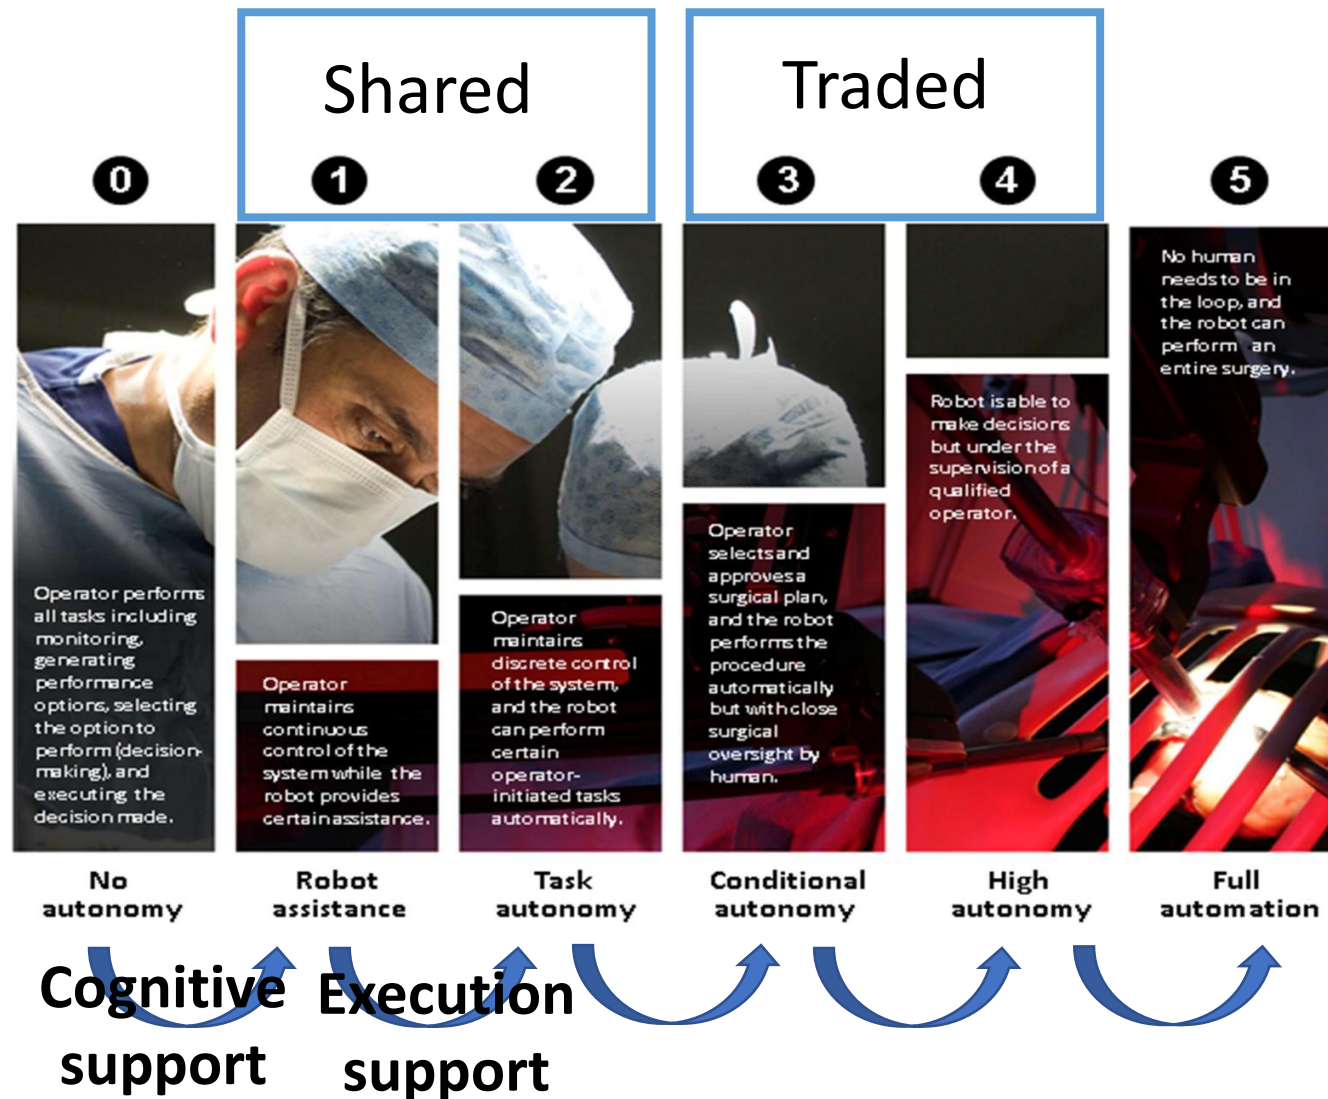 Shared
Traded
0
1
2
3
4
5
Operator performs
all tasks including
monitoring,
generating
performance
options, selecting
the option to
perform (decision-
making), and
executing the
decision made.
Operator
maintains
continuous
control of the
system while the
robot provides
certain assistance.
Operator
maintains
discrete control
of the system,
and the robot
can perform
certain
operator-
initiated tasks
automatically.
Operator
selects and
approves a
surgical plan,
and the robot
performs the
procedure
automatically
but with close
surgical
oversight by
human.
Robot is able to
make decisions
but under the
supervision of a
qualified
operator.
No human
needs to be in
the loop, and
the robot can
perform an
entire surgery.
No
autonomy
Robot
assistance
Task
autonomy
Conditional
autonomy
High
autonomy
Full
automation
Cognitive
support
Execution
support